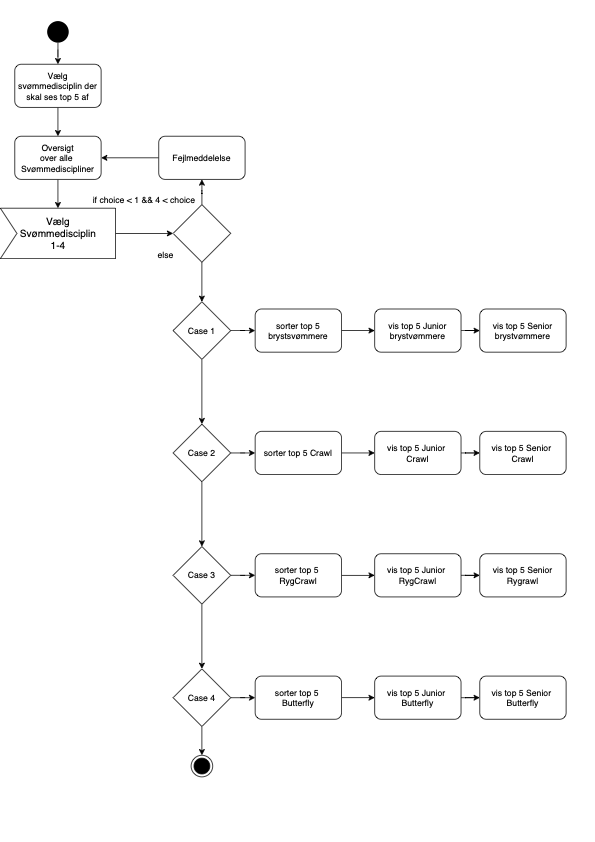 Vælg
svømmedisciplin der
skal ses top 5 af
Oversigt
over alle
Svømmediscipliner
Fejlmeddelelse
if choice < 1 && 4 < choice
Vælg
Svømmedisciplin
1-4
else
Case 1
sorter top 5
brystsvømmere
vis top 5 Junior
brystvømmere
vis top 5 Senior
brystvømmere
Case 2
sorter top 5 Crawl
vis top 5 Junior
Crawl
vis top 5 Senior
Crawl
Case 3
sorter top 5
RygCrawl
vis top 5 Junior
RygCrawl
vis top 5 Senior
Rygrawl
Case 4
sorter top 5
Butterfly
vis top 5 Junior
Butterfly
vis top 5 Senior
Butterfly